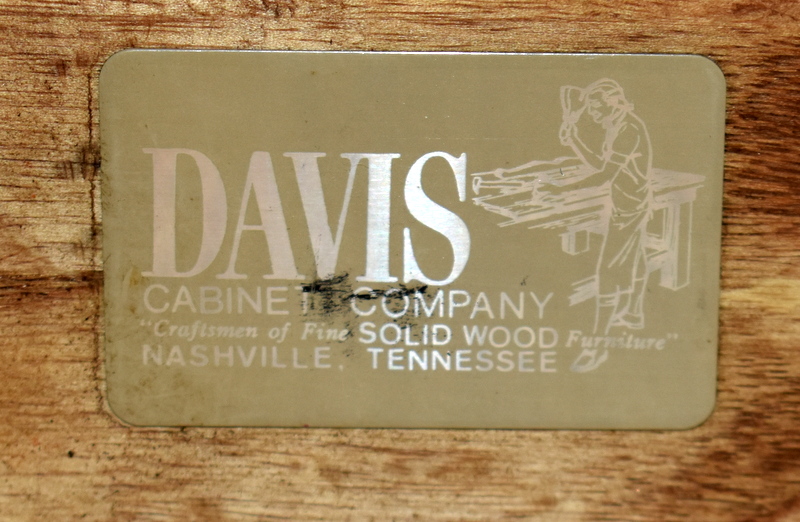 DAVIS
CABINET COMPANY
"Craftsmen of Fine SOLID WOOD Furniture"
NASHVILLE, TENNESSEE